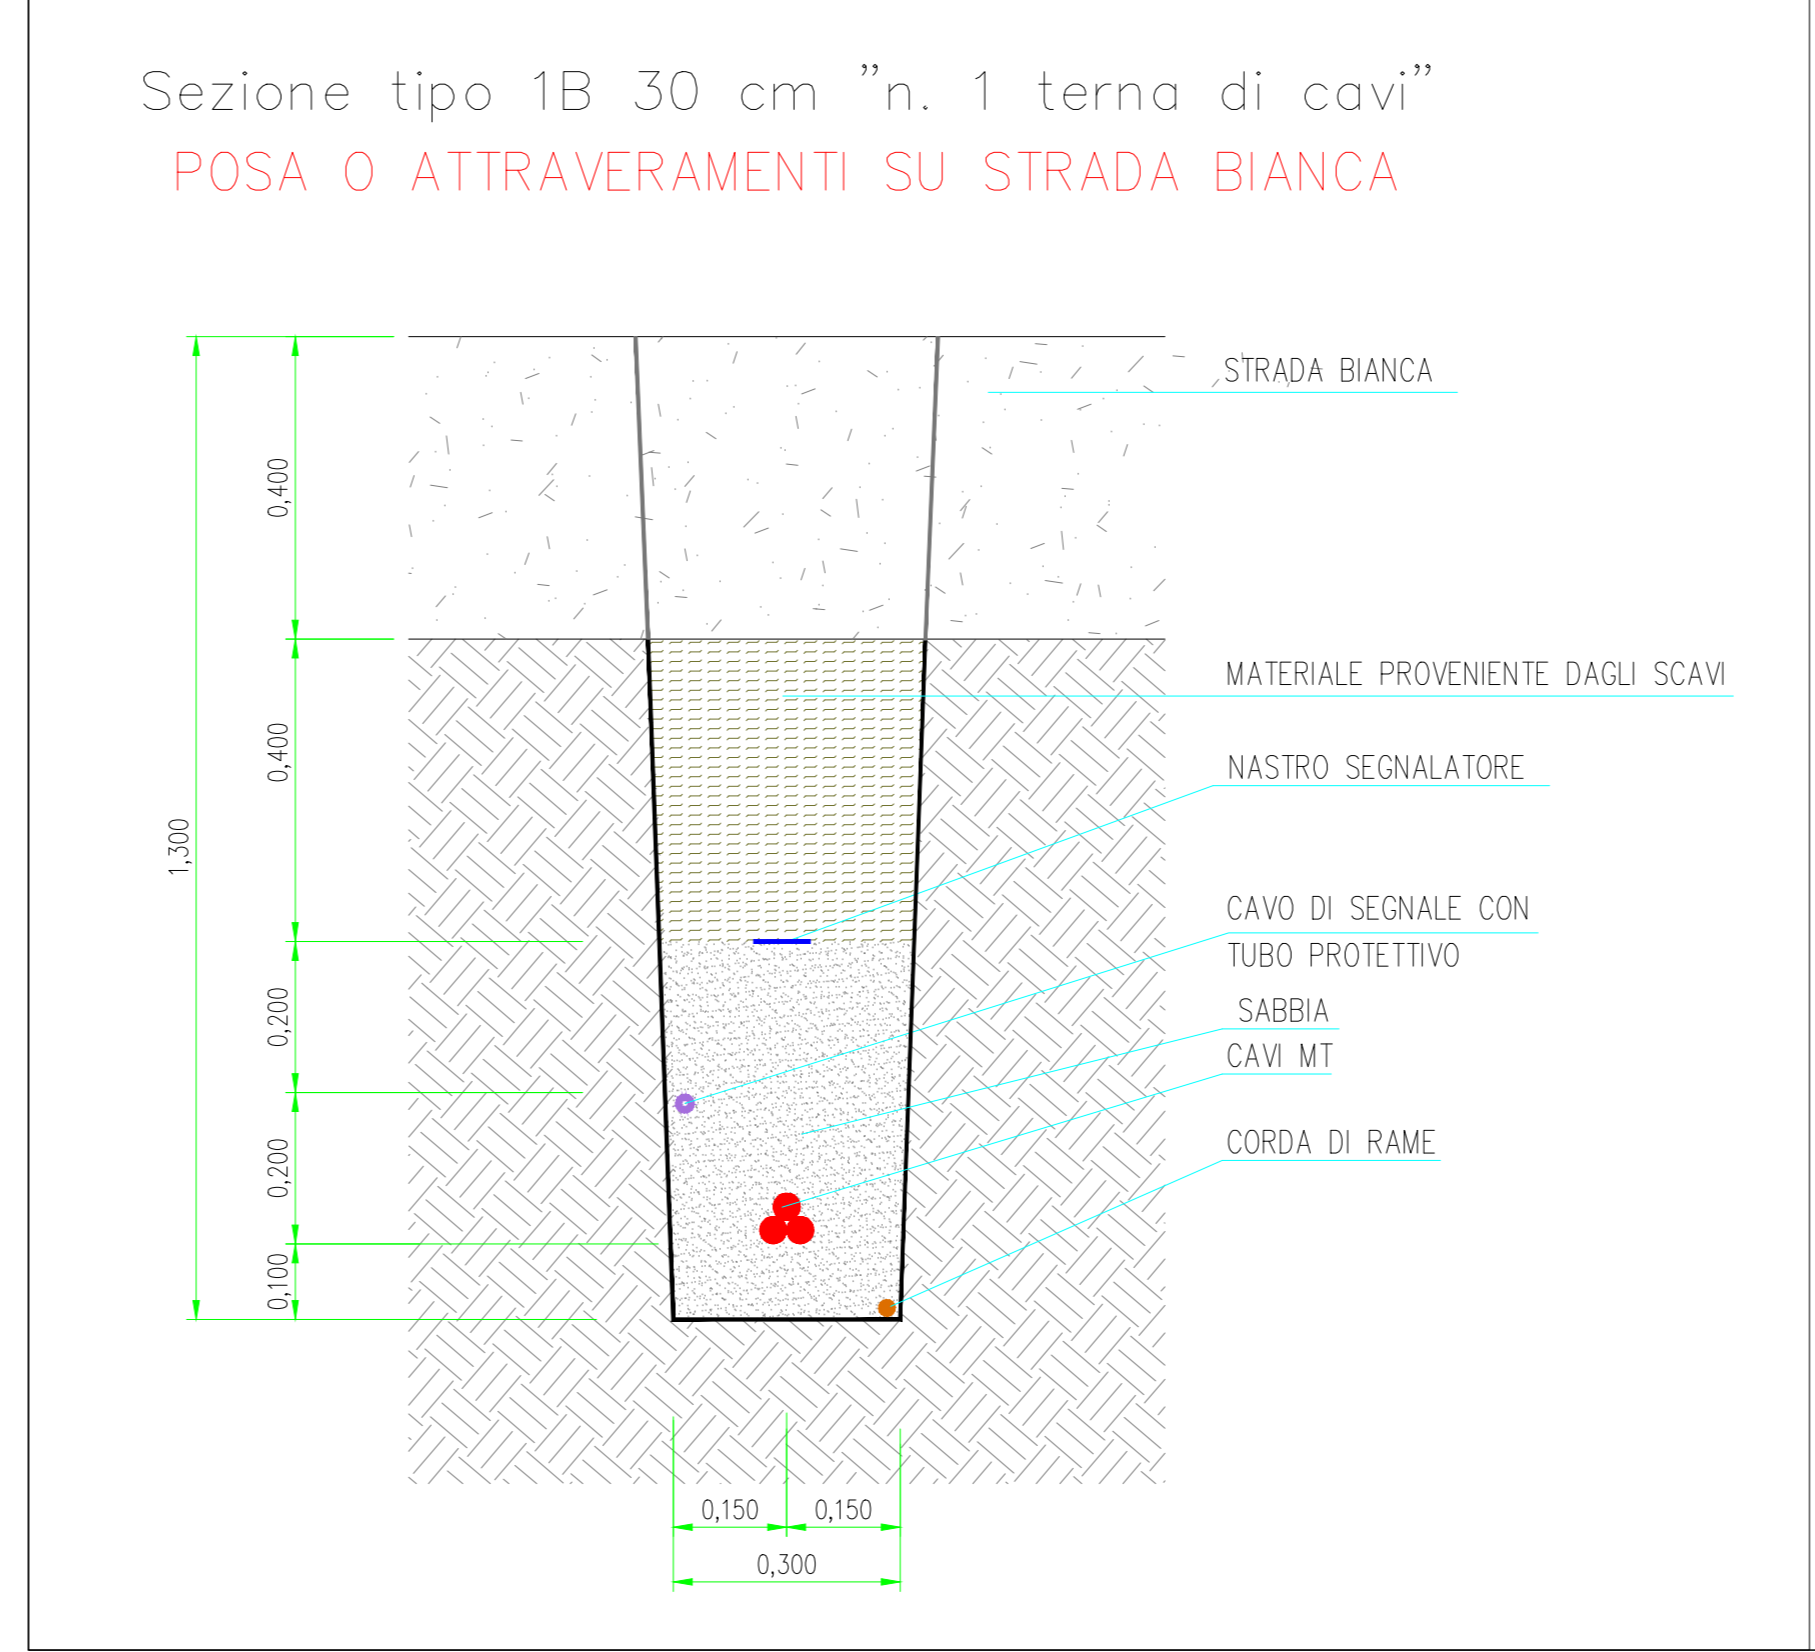 Sezione tipo 1B 30 cm "n. 1 terna di cavi"
POSA O ATTRAVERAMENTI SU STRADA BIANCA
STRADA BIANCA
0,400
MATERIALE PROVENIENTE DAGLI SCAVI
0,400
NASTRO SEGNALATORE
1,300
CAVO DI SEGNALE CON
TUBO PROTETTIVO
0,200
SABBIA
CAVI MT
CORDA DI RAME
0,200
0,100
0,150
0,150
0,300